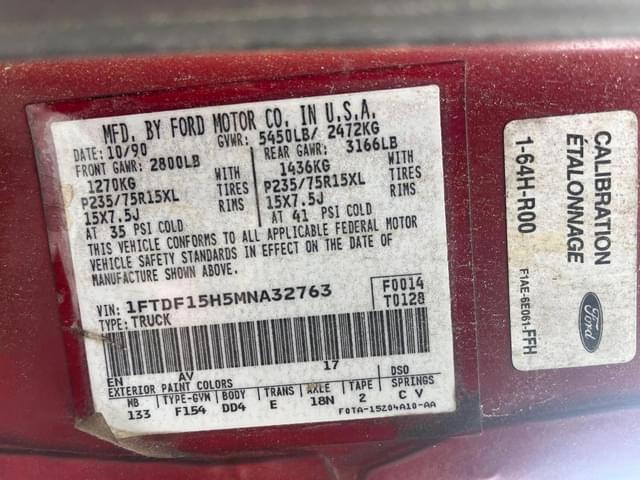 MFD. BY FORD MOTOR CO. IN U.S.A.
DATE: 10/90 GVWR: 5450LB/ 2472KG
FRONT GAWR: 2800LB REAR GAWR: 3166LB
1270KG WITH 1436KG WITH
P235/75R15XL TIRES P235/75R15XL TIRES
15X7.5J RIMS 15X7.5J RIMS
AT 35 PSI COLD AT 41 PSI COLD
THIS VEHICLE CONFORMS TO ALL APPLICABLE FEDERAL MOTOR
VEHICLE SAFETY STANDARDS IN EFFECT ON THE DATE OF
MANUFACTURE SHOWN ABOVE.
VIN: 1FTDF15H5MNA32763 F0014
TYPE: TRUCK T0128
EN AV 17
EXTERIOR PAINT COLORS DSO
WB TYPE-GVM BODY TRANS AXLE TAPE SPRINGS
133 F154 DD4 E 18N 2 C V
F0TA-15204A10-AA
CALIBRATION
ÉTALONNAGE
1-64H-R00
F1AE-6E061-FFH
Ford